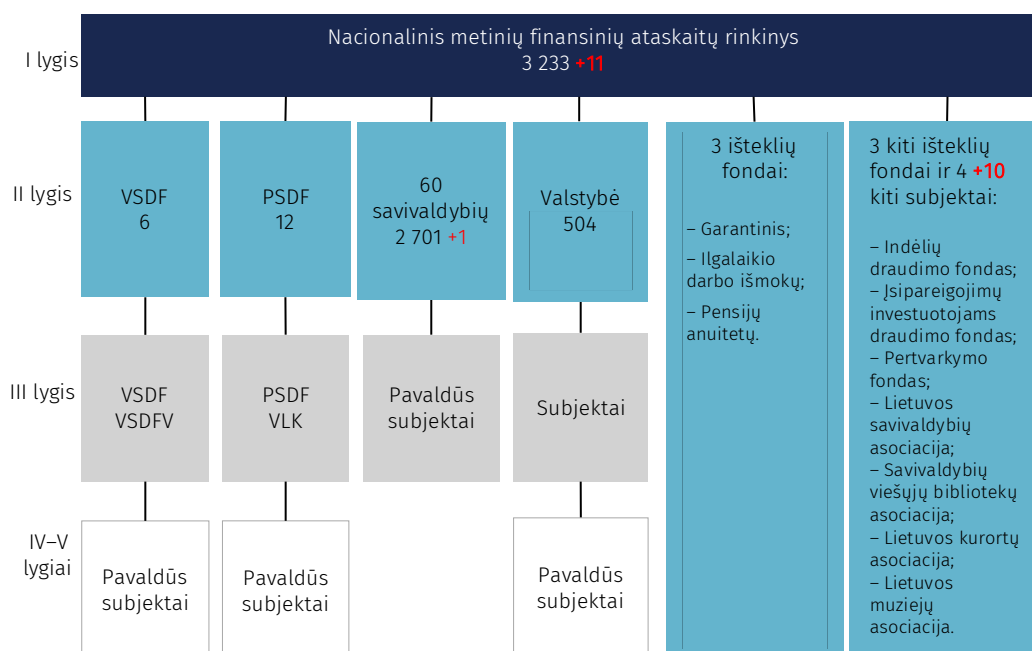 Nacionalinis metinių finansinių ataskaitų rinkinys
3 233 +11
I lygis
II lygis
VSDF
6
PSDF
12
60
savivaldybių
2 701 +1
Valstybė
504
3 išteklių
fondai:
– Garantinis;
– Ilgalaikio
darbo išmokų;
– Pensijų
anuitetų.
3 kiti išteklių
fondai ir 4 +10
kiti subjektai:
– Indėlių
draudimo fondas;
– Įsipareigojimų
investuotojams
draudimo fondas;
– Pertvarkymo
fondas;
– Lietuvos
savivaldybių
asociacija;
– Savivaldybių
viešųjų bibliotekų
asociacija;
– Lietuvos kurortų
asociacija;
– Lietuvos
muziejų
asociacija.
III lygis
VSDF
VSDFV
PSDF
VLK
Pavaldūs
subjektai
Subjektai
IV–V
lygiai
Pavaldūs
subjektai
Pavaldūs
subjektai
Pavaldūs
subjektai